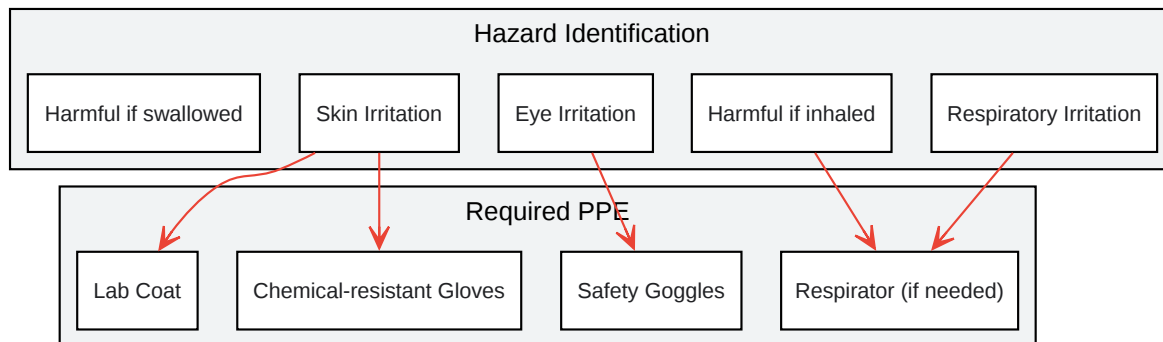 Hazard Identification
Harmful if swallowed
Skin Irritation
Eye Irritation
Harmful if inhaled
Respiratory Irritation
Required PPE
Lab Coat
Chemical-resistant Gloves
Safety Goggles
Respirator (if needed)